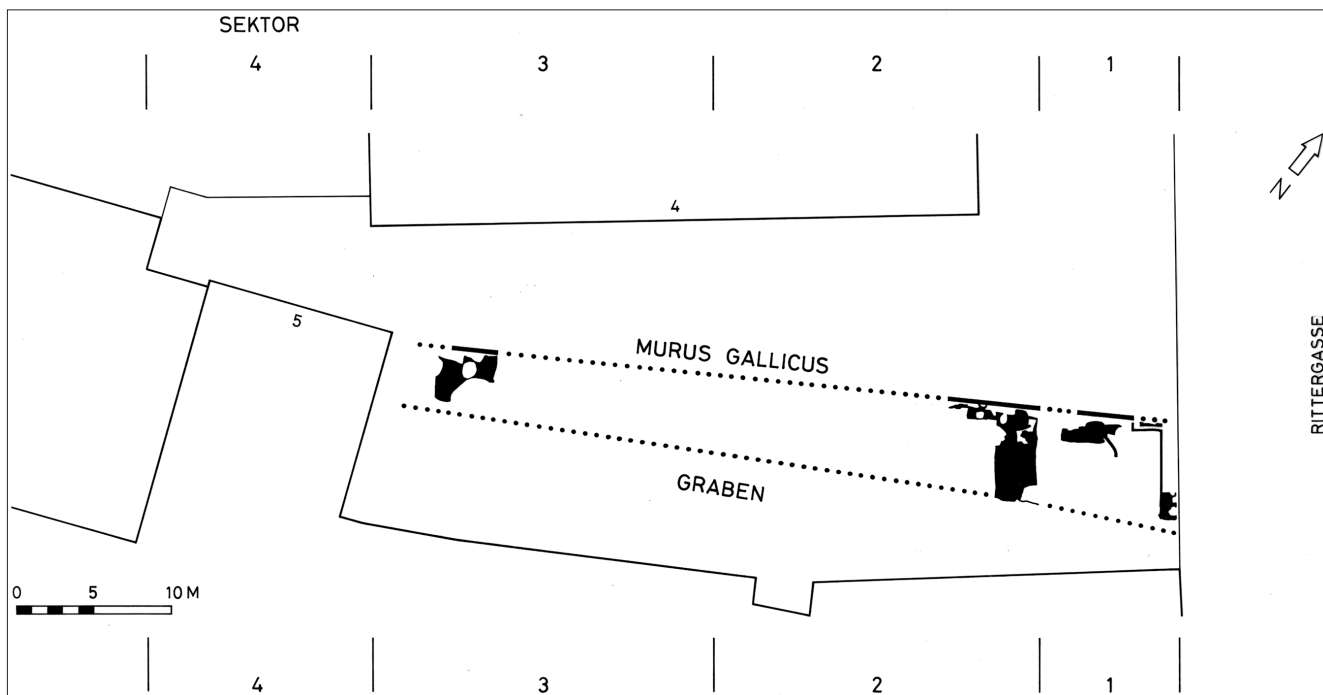 SEKTOR
4 3 2 1
N
4
5
RITTERGASSE
MURUS GALLICUS
GRABEN
0 5 10 M
4 3 2 1